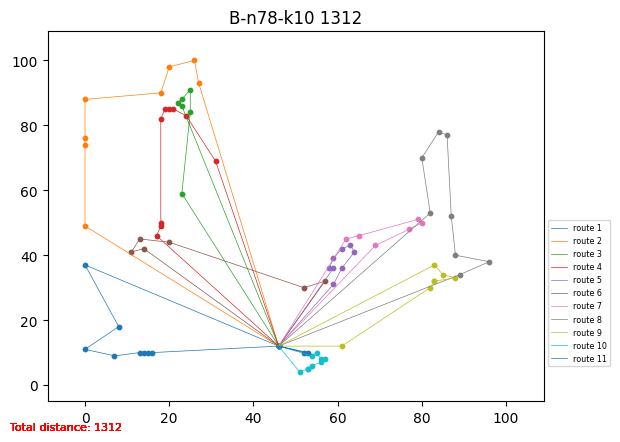 B-n78-k10 1312
100
80
60
40
20
0
0
20
40
60
80
100
route 1
route 2
route 3
route 4
route 5
route 6
route 7
route 8
route 9
route 10
route 11
Total distance: 1312